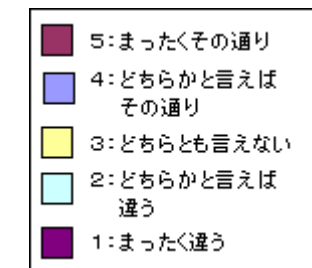 5：まったくその通り
4：どちらかと言えば
その通り
3：どちらとも言えない
2：どちらかと言えば
違う
1：まったく違う